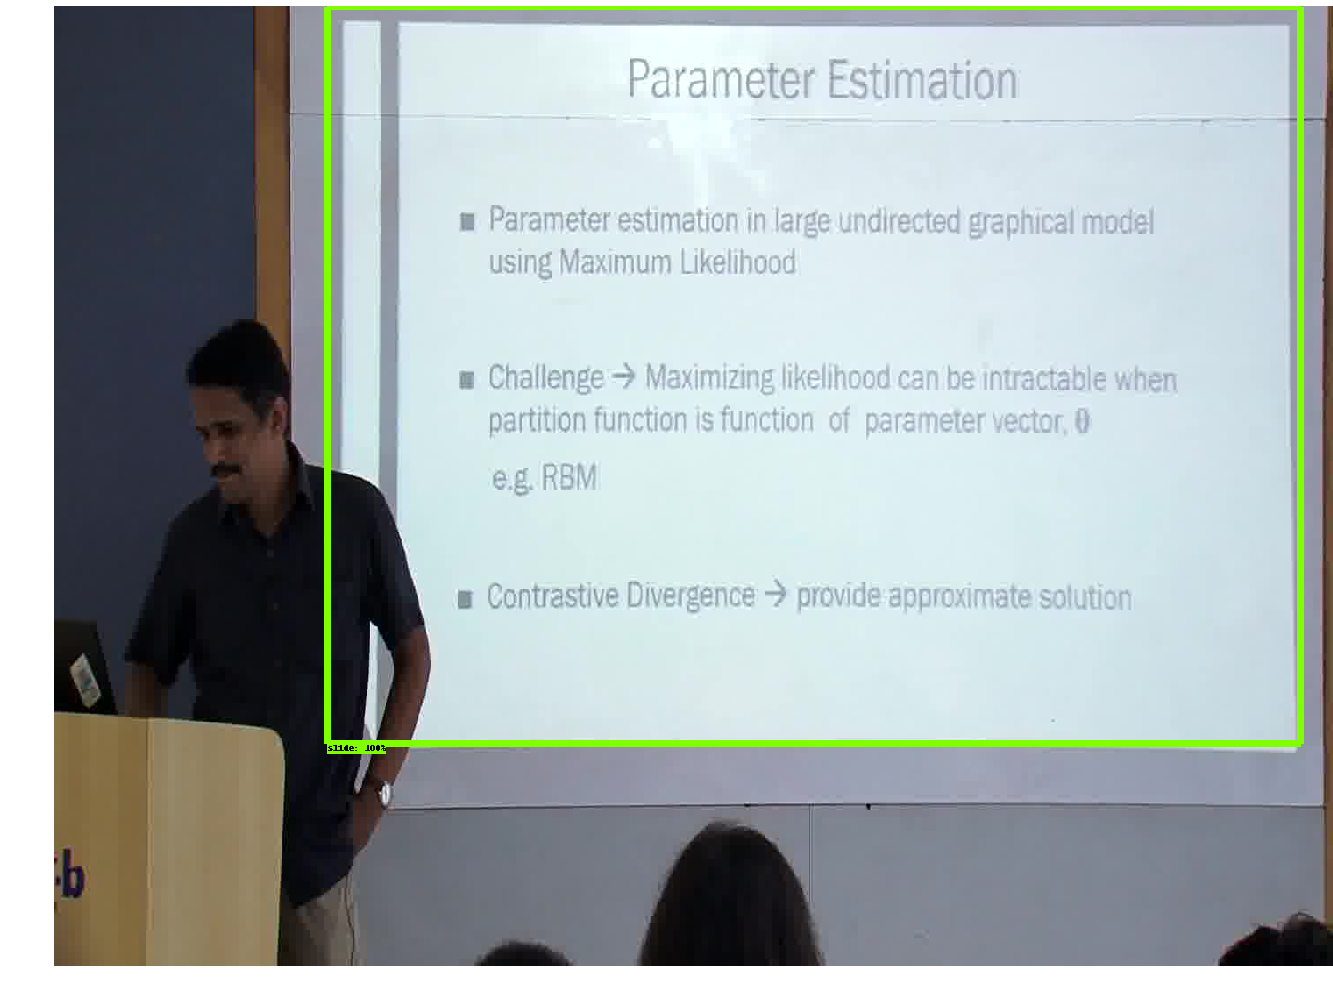 Parameter Estimation
■ Parameter estimation in large undirected graphical model
using Maximum Likelihood
■ Challenge → Maximizing likelihood can be intractable when
partition function is function of parameter vector, θ
e.g. RBM
■ Contrastive Divergence → provide approximate solution
slide: 100%
-b